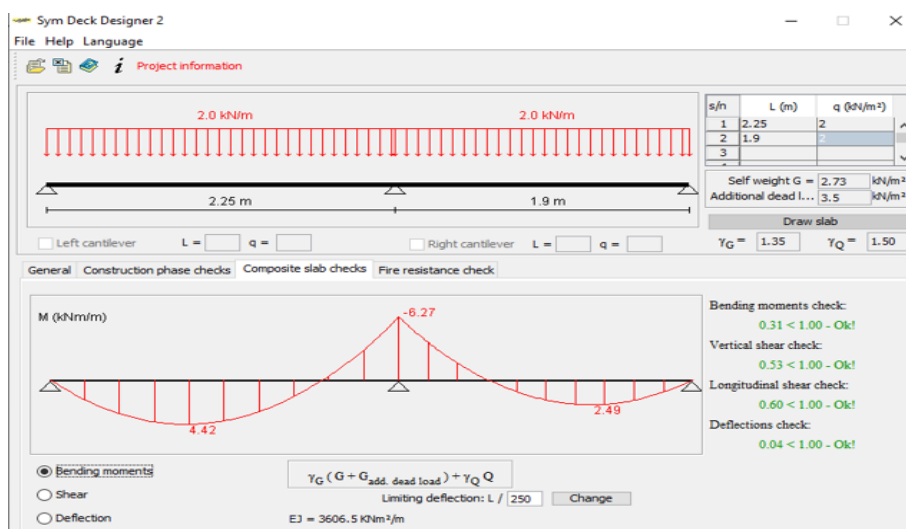 Sym Deck Designer 2
File Help Language
Project information
2.0 kN/m 2.0 kN/m
2.25 m 1.9 m
Left cantilever L = q = Right cantilever L = q =
s/n L (m) q (kN/m²)
1 2.25 2
2 1.9 2
3
Self weight G = 2.73 kN/m²
Additional dead l... 3.5 kN/m²
Draw slab
γG = 1.35 γQ = 1.50
General Construction phase checks Composite slab checks Fire resistance check
M (kNm/m)
-6.27
4.42
2.49
Bending moments check:
0.31 < 1.00 - Ok!
Vertical shear check:
0.53 < 1.00 - Ok!
Longitudinal shear check:
0.60 < 1.00 - Ok!
Deflections check:
0.04 < 1.00 - Ok!
Bending moments
Shear
Deflection
γG (G+Gadd. dead load) + γQ Q
Limiting deflection: L / 250 Change
EJ = 3606.5 KNm²/m